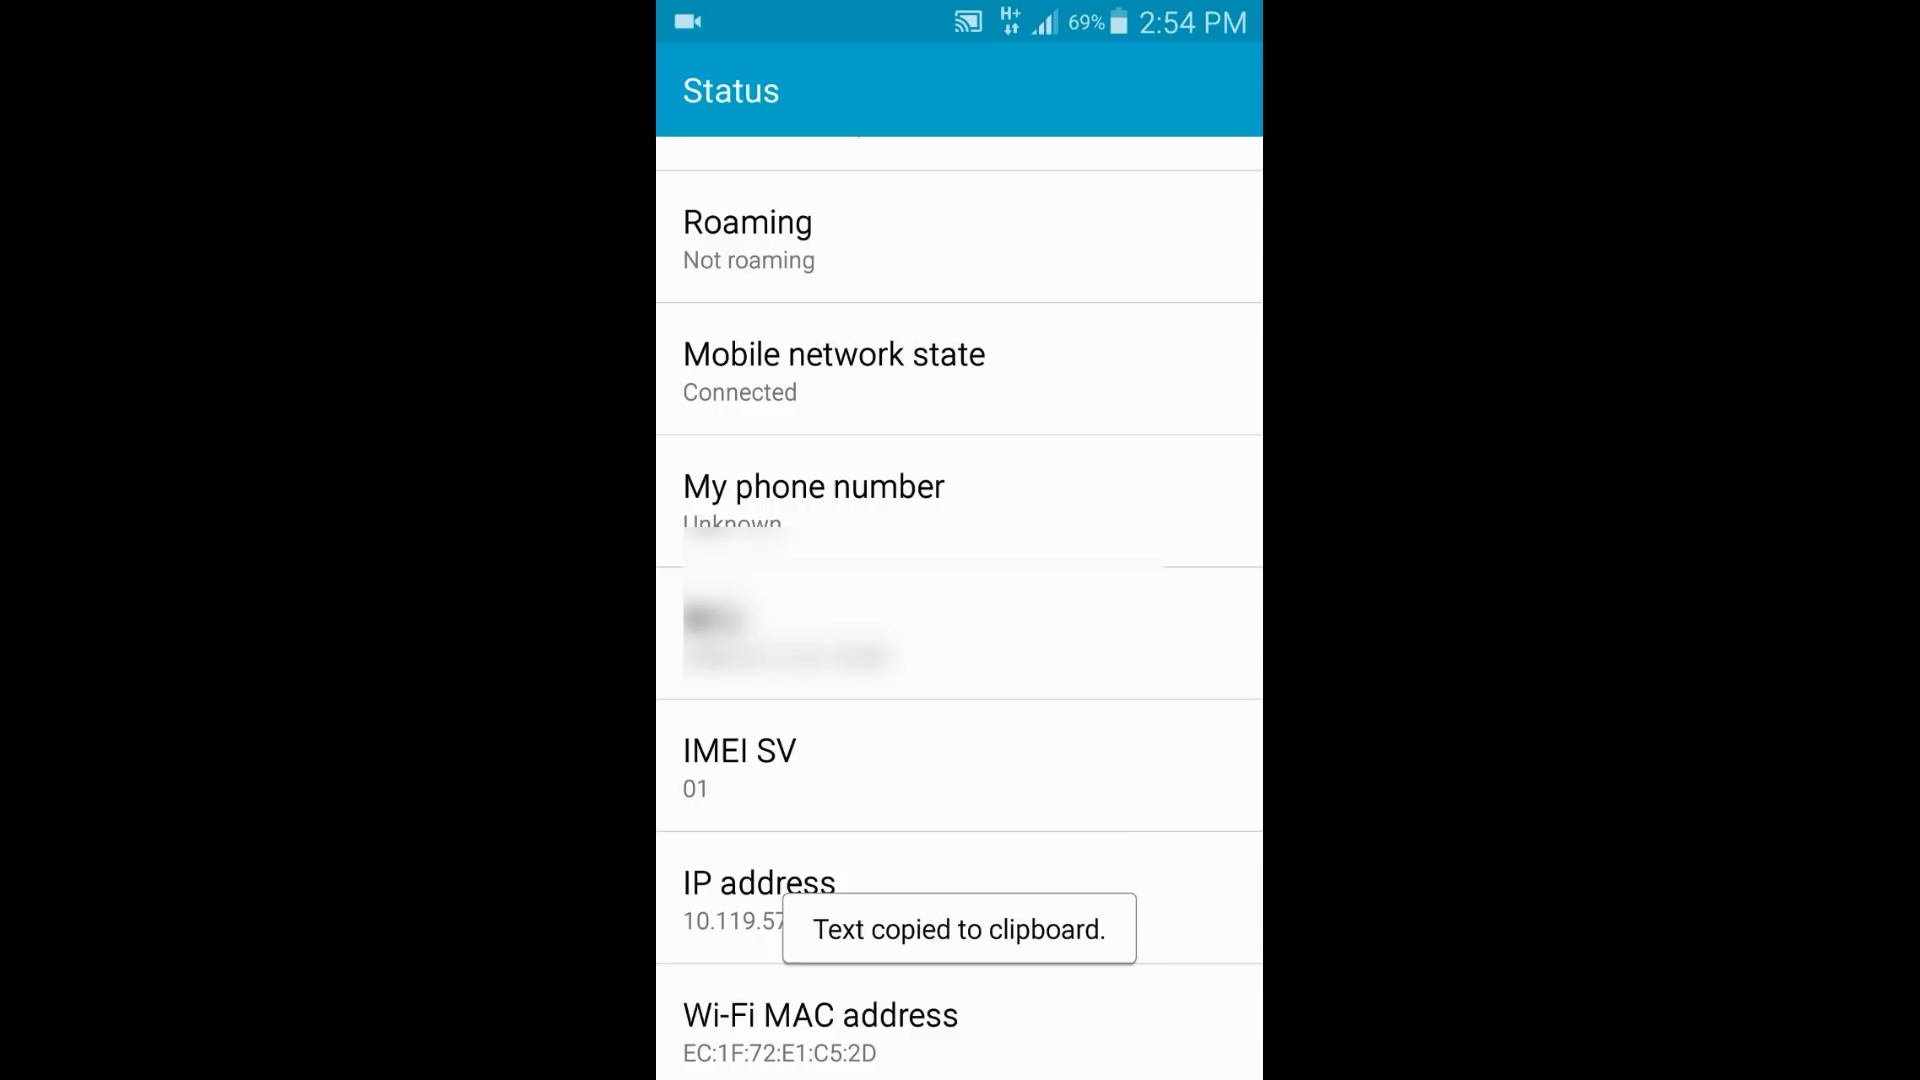 H+ 69% 2:54 PM
Status
Roaming
Not roaming
Mobile network state
Connected
My phone number
Unknown
IMEI SV
01
IP address
10.119.57
Text copied to clipboard.
Wi-Fi MAC address
EC:1F:72:E1:C5:2D